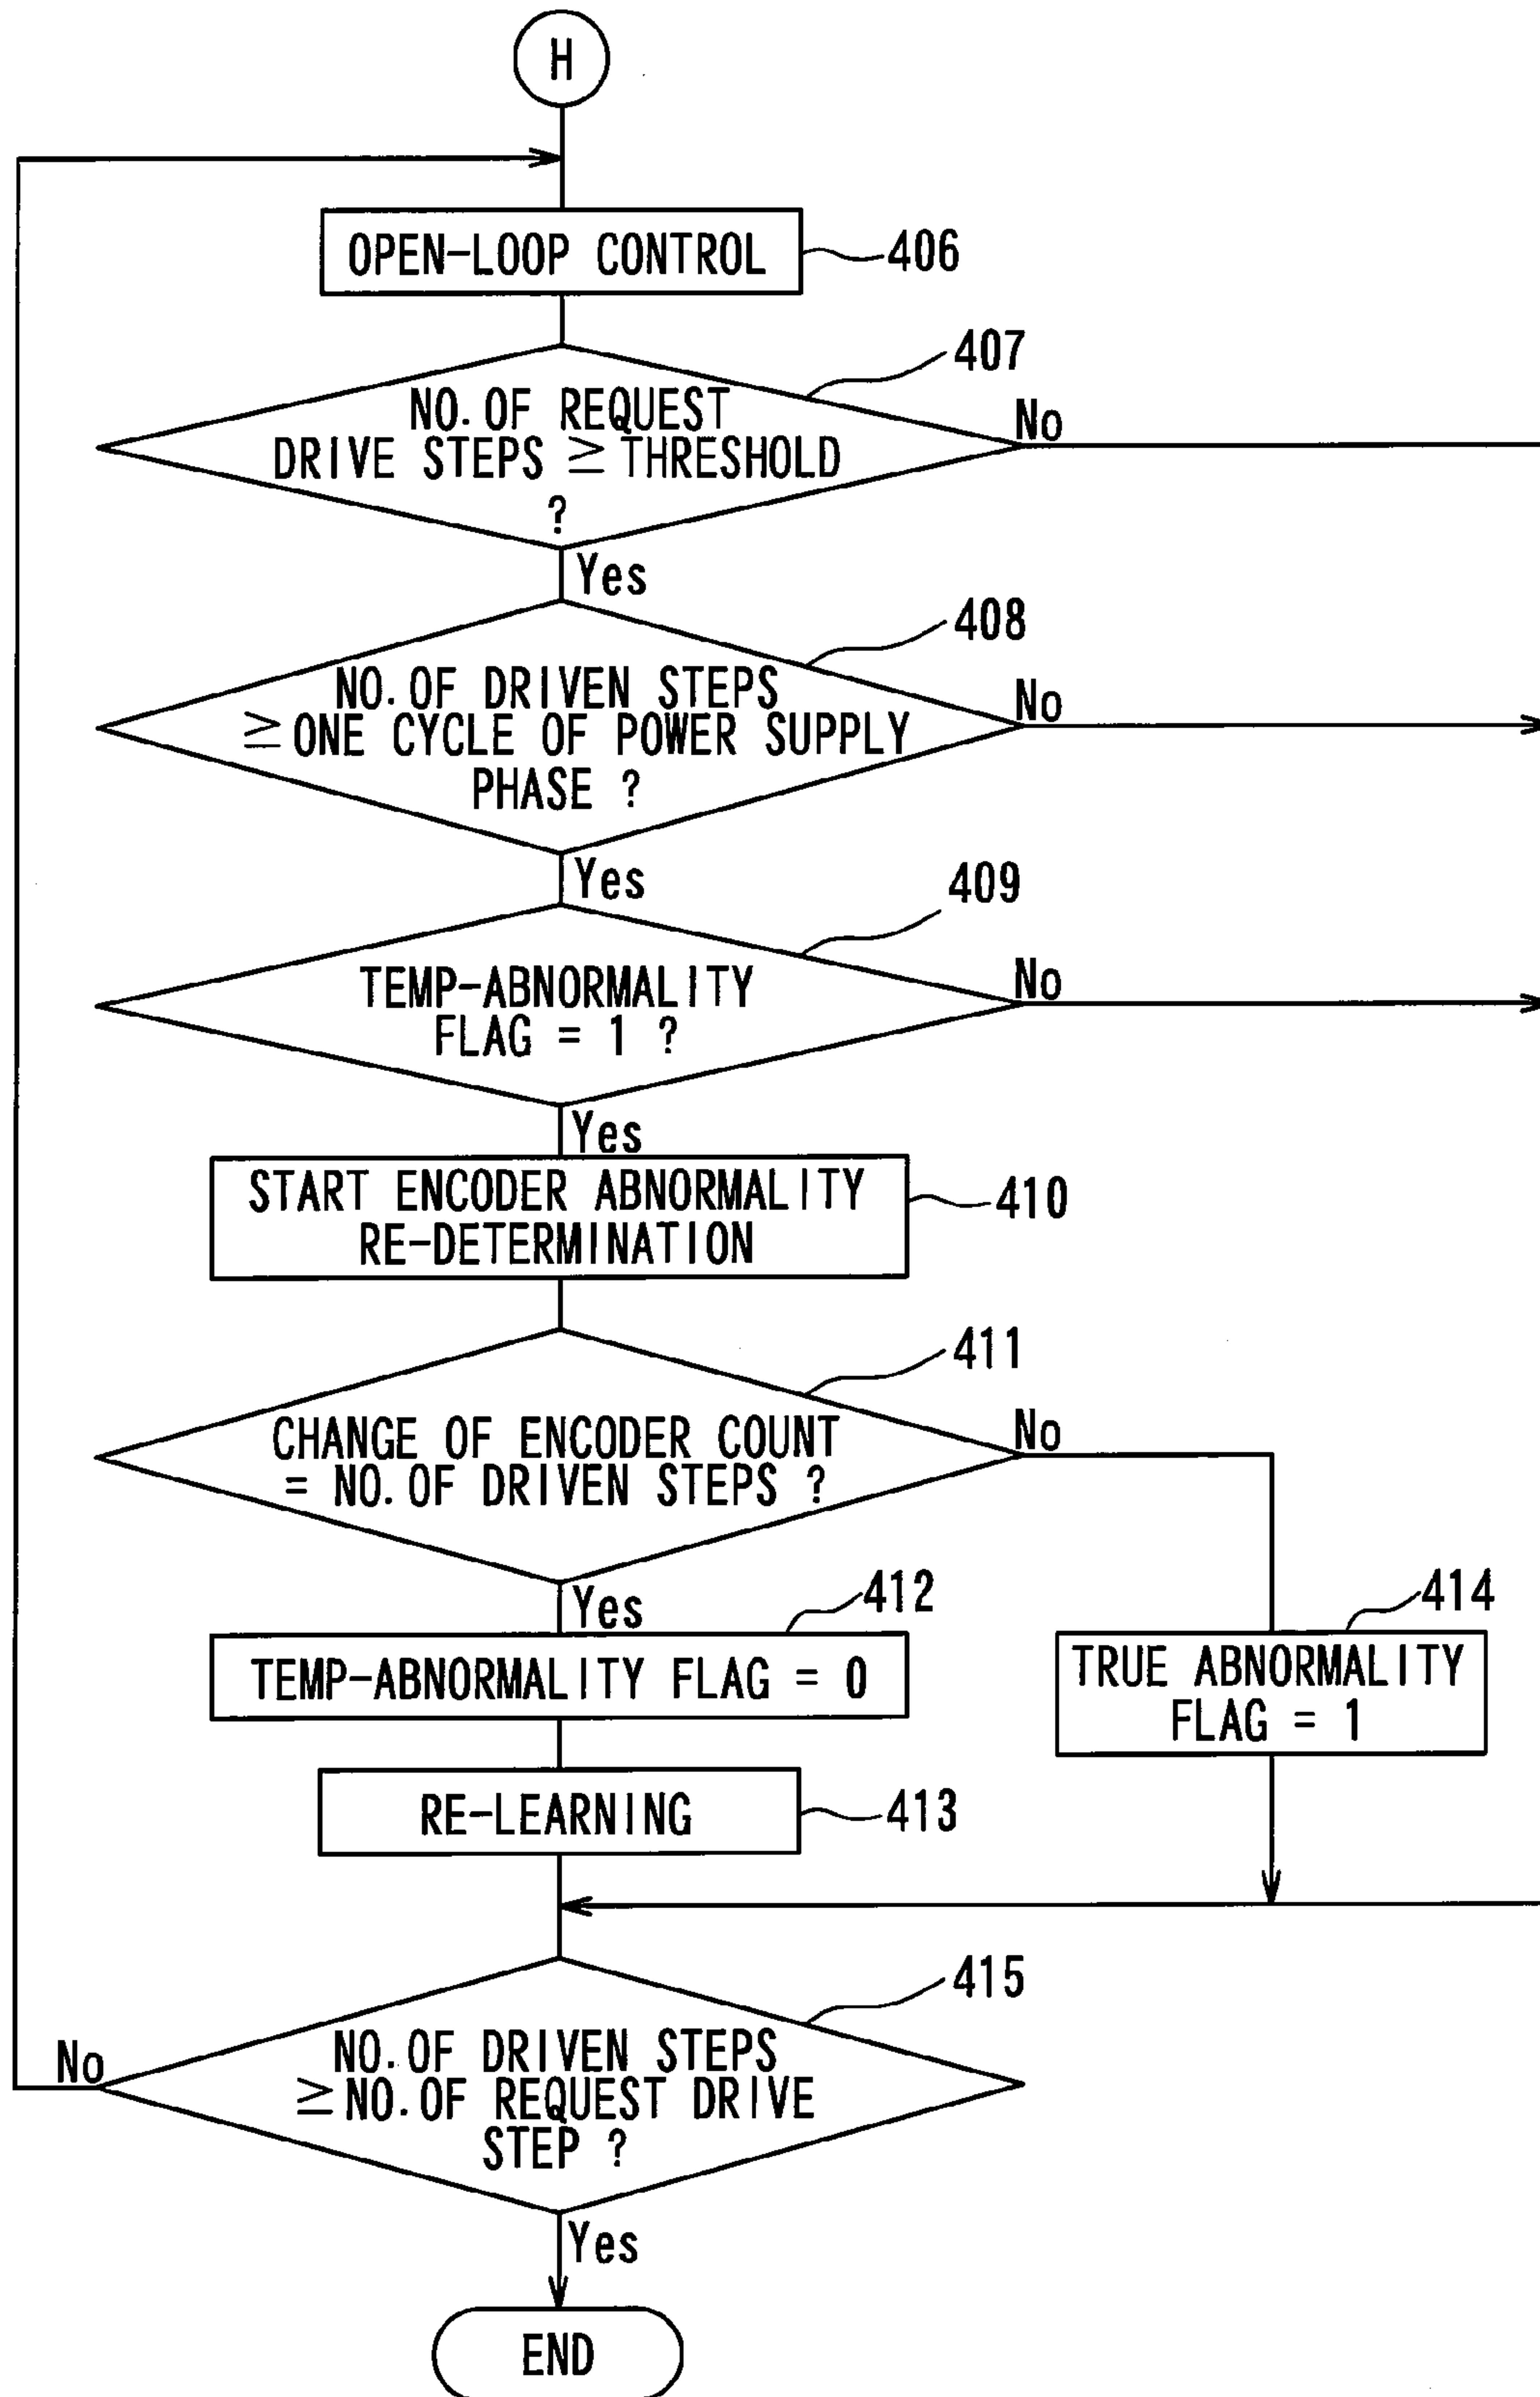 H
OPEN-LOOP CONTROL
406
407
NO. OF REQUEST
DRIVE STEPS ≥ THRESHOLD
?
No
Yes
408
NO. OF DRIVEN STEPS
≥ ONE CYCLE OF POWER SUPPLY
PHASE ?
No
Yes
409
TEMP-ABNORMALITY
FLAG = 1 ?
No
Yes
START ENCODER ABNORMALITY
RE-DETERMINATION
410
411
CHANGE OF ENCODER COUNT
= NO. OF DRIVEN STEPS ?
No
Yes
412
TEMP-ABNORMALITY FLAG = 0
414
TRUE ABNORMALITY
FLAG = 1
RE-LEARNING
413
415
NO. OF DRIVEN STEPS
≥ NO. OF REQUEST DRIVE
STEP ?
No
Yes
END